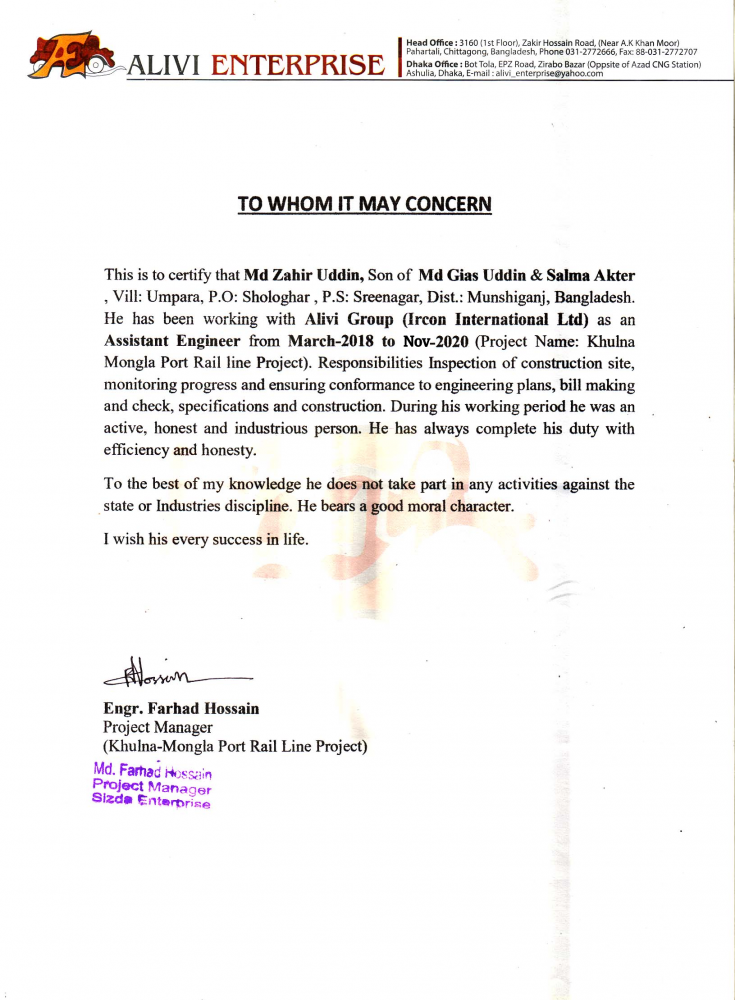 ALIVI ENTERPRISE
Head Office : 3160 (1st Floor), Zakir Hossain Road, (Near A.K Khan Moor)
Pahartali, Chittagong, Bangladesh, Phone 031-2772666, Fax: 88-031-2772707
Dhaka Office : Bot Tola, EPZ Road, Zirabo Bazar (Oppsite of Azad CNG Station)
Ashulia, Dhaka, E-mail : alivi_enterprise@yahoo.com
TO WHOM IT MAY CONCERN
This is to certify that Md Zahir Uddin, Son of Md Gias Uddin & Salma Akter
, Vill: Umpara, P.O: Shologhar , P.S: Sreenagar, Dist.: Munshiganj, Bangladesh.
He has been working with Alivi Group (Ircon International Ltd) as an
Assistant Engineer from March-2018 to Nov-2020 (Project Name: Khulna
Mongla Port Rail line Project). Responsibilities Inspection of construction site,
monitoring progress and ensuring conformance to engineering plans, bill making
and check, specifications and construction. During his working period he was an
active, honest and industrious person. He has always complete his duty with
efficiency and honesty.
To the best of my knowledge he does not take part in any activities against the
state or Industries discipline. He bears a good moral character.
I wish his every success in life.
Hossain
Engr. Farhad Hossain
Project Manager
(Khulna-Mongla Port Rail Line Project)
Md. Farhad Hossain
Project Manager
Sizda Enterprise